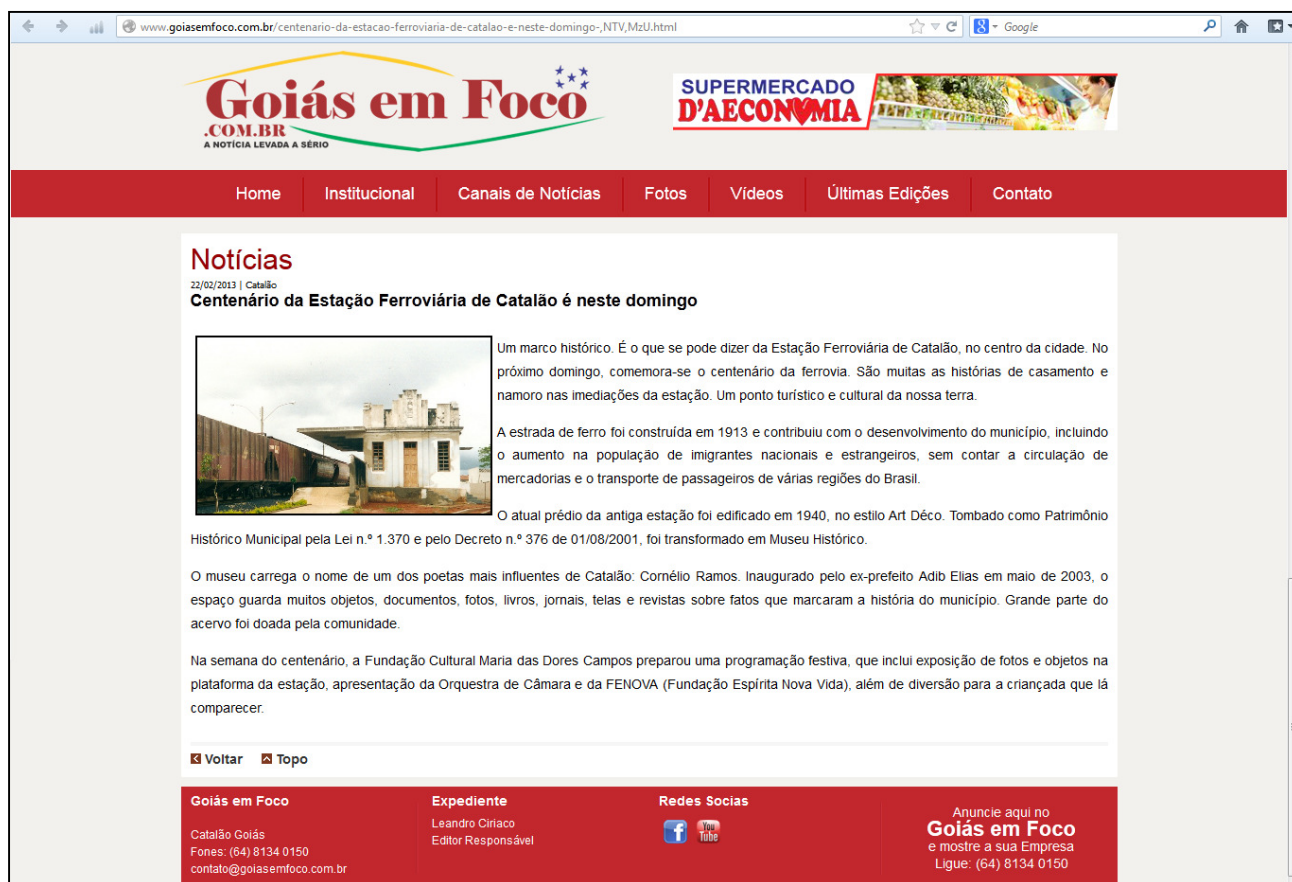 www.goiasemfoco.com.br/centenario-da-estacao-ferroviaria-de-catalao-e-neste-domingo-,NTV,MzU.html
Google
Goiás em Foco
.COM.BR
A NOTÍCIA LEVADA A SÉRIO
SUPERMERCADO
D'AECONOMIA
Home Institucional Canais de Notícias Fotos Vídeos Últimas Edições Contato
Notícias
22/02/2013 | Catalão
Centenário da Estação Ferroviária de Catalão é neste domingo
Um marco histórico. É o que se pode dizer da Estação Ferroviária de Catalão, no centro da cidade. No
próximo domingo, comemora-se o centenário da ferrovia. São muitas as histórias de casamento e
namoro nas imediações da estação. Um ponto turístico e cultural da nossa terra.
A estrada de ferro foi construída em 1913 e contribuiu com o desenvolvimento do município, incluindo
o aumento na população de imigrantes nacionais e estrangeiros, sem contar a circulação de
mercadorias e o transporte de passageiros de várias regiões do Brasil.
O atual prédio da antiga estação foi edificado em 1940, no estilo Art Déco. Tombado como Patrimônio
Histórico Municipal pela Lei n.º 1.370 e pelo Decreto n.º 376 de 01/08/2001, foi transformado em Museu Histórico.
O museu carrega o nome de um dos poetas mais influentes de Catalão: Cornélio Ramos. Inaugurado pelo ex-prefeito Adib Elias em maio de 2003, o
espaço guarda muitos objetos, documentos, fotos, livros, jornais, telas e revistas sobre fatos que marcaram a história do município. Grande parte do
acervo foi doada pela comunidade.
Na semana do centenário, a Fundação Cultural Maria das Dores Campos preparou uma programação festiva, que inclui exposição de fotos e objetos na
plataforma da estação, apresentação da Orquestra de Câmara e da FENOVA (Fundação Espírita Nova Vida), além de diversão para a criançada que lá
comparecer.
Voltar Topo
Goiás em Foco
Catalão Goiás
Fones: (64) 8134 0150
contato@goiasemfoco.com.br
Expediente
Leandro Ciriaco
Editor Responsável
Redes Socias
You
Tube
Anuncie aqui no
Goiás em Foco
e mostre a sua Empresa
Ligue: (64) 8134 0150